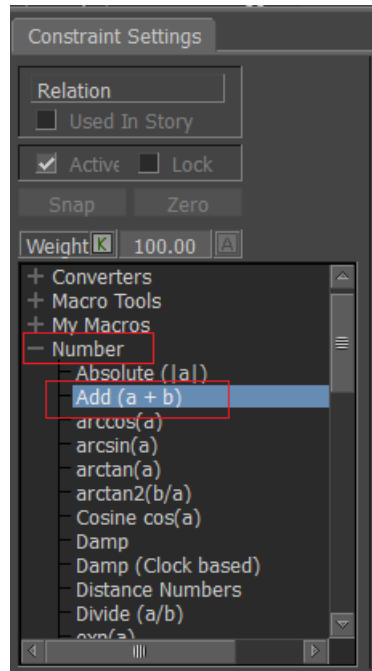 Constraint Settings
Relation
Used In Story
Active Lock
Snap Zero
Weight K 100.00 A
Converters
Macro Tools
My Macros
Number
Absolute (|a|)
Add (a + b)
arccos(a)
arcsin(a)
arctan(a)
arctan2(b/a)
Cosine cos(a)
Damp
Damp (Clock based)
Distance Numbers
Divide (a/b)
exp(a)